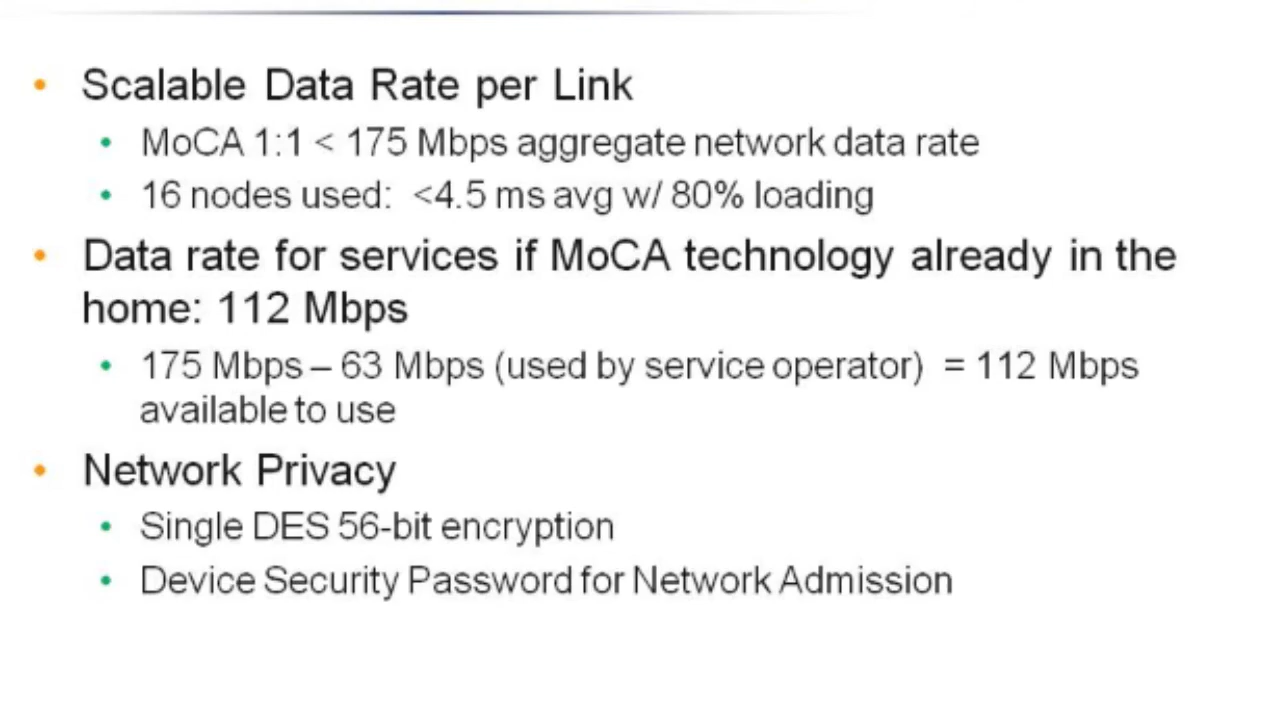 • Scalable Data Rate per Link
• MoCA 1:1 < 175 Mbps aggregate network data rate
• 16 nodes used: <4.5 ms avg w/ 80% loading
• Data rate for services if MoCA technology already in the
home: 112 Mbps
• 175 Mbps – 63 Mbps (used by service operator) = 112 Mbps
available to use
• Network Privacy
• Single DES 56-bit encryption
• Device Security Password for Network Admission